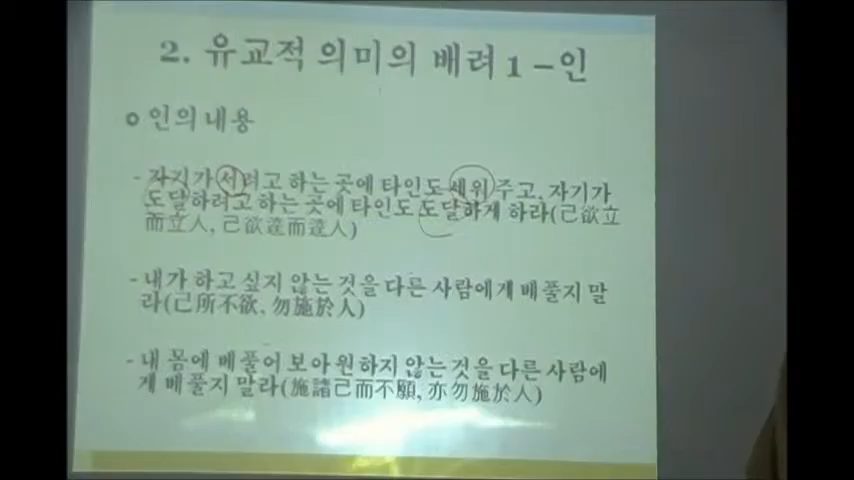 2. 유교적 의미의 배려 1 – 인
인의 내용
- 자기가 서려고 하는 곳에 타인도 세워 주고, 자기가
도달하려고 하는 곳에 타인도 도달하게 하라(己欲立
而立人, 己欲達而達人)
- 내가 하고 싶지 않는 것을 다른 사람에게 베풀지 말
라(己所不欲, 勿施於人)
- 내 몸에 베풀어 보아 원하지 않는 것을 다른 사람에
게 베풀지 말라(施諸己而不願, 亦勿施於人)